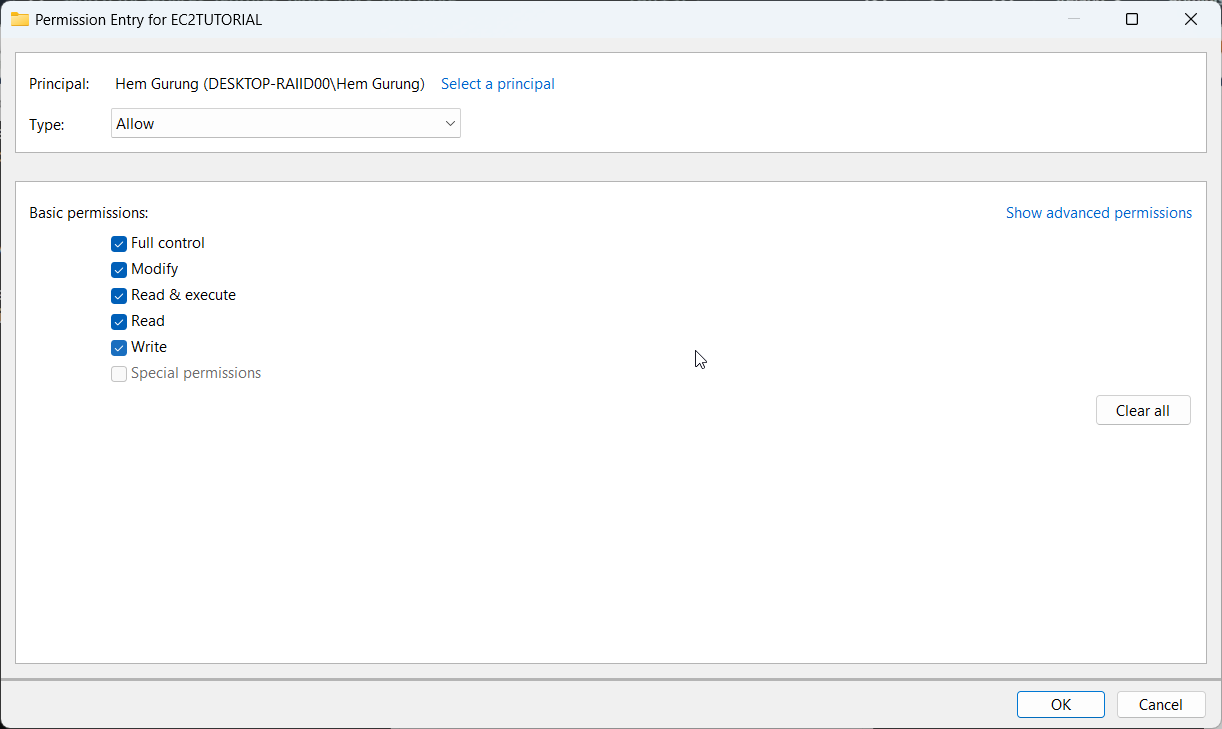 Permission Entry for EC2TUTORIAL
Principal: Hem Gurung (DESKTOP-RAIID00\Hem Gurung) Select a principal
Type: Allow
Basic permissions: Show advanced permissions
Full control
Modify
Read & execute
Read
Write
Special permissions
Clear all
OK Cancel